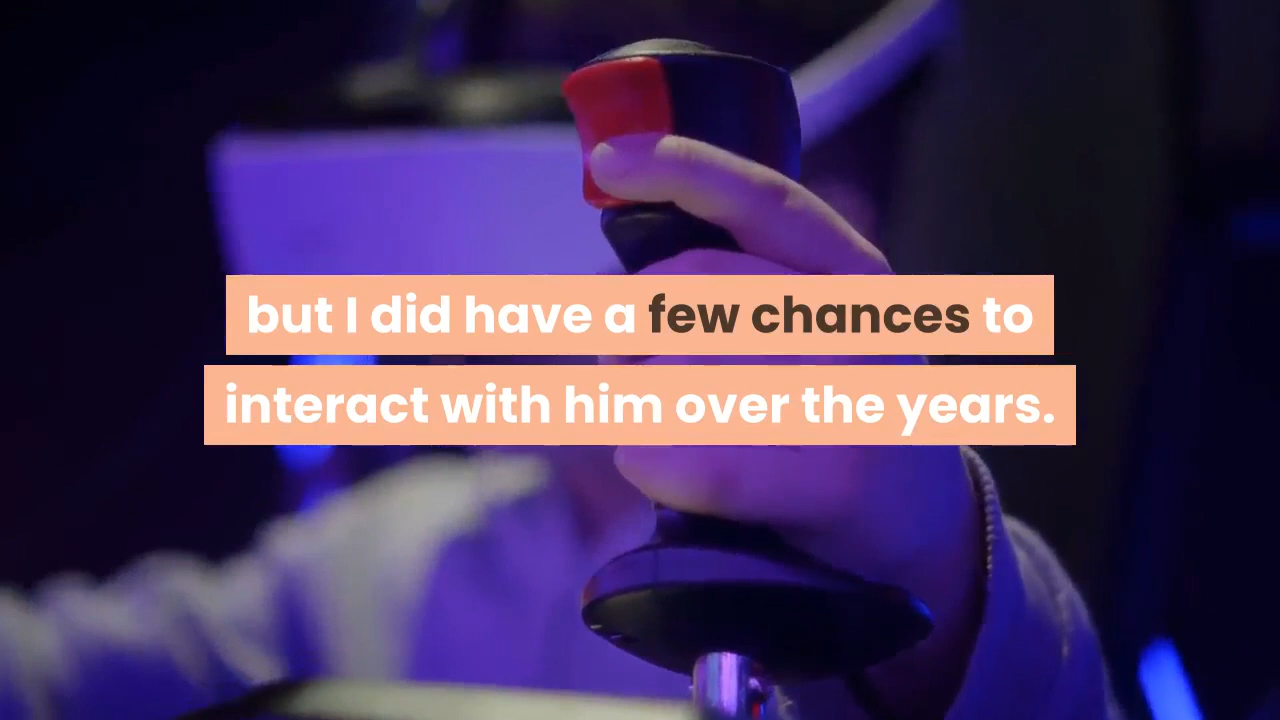 but I did have a few chances to
interact with him over the years.